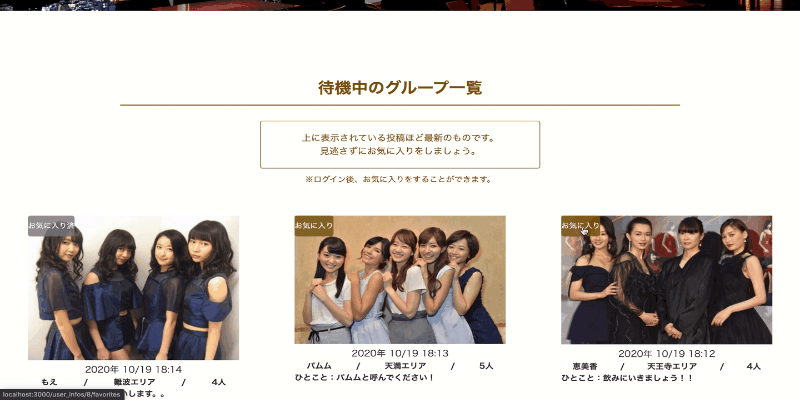 待機中のグループ一覧
上に表示されている投稿ほど最新のものです。
見逃さずにお気に入りをしましょう。
※ログイン後、お気に入りをすることができます。
お気に入り済
お気に入り
お気に入り
2020年 10/19 18:14
もえ / 難波エリア / 4人
いします。。
2020年 10/19 18:13
バムム / 天満エリア / 5人
ひとこと：バムムと呼んでください！
2020年 10/19 18:12
恵美香 / 天王寺エリア / 4人
ひとこと：飲みにいきましょう！！
localhost:3000/user_infos/8/favorites